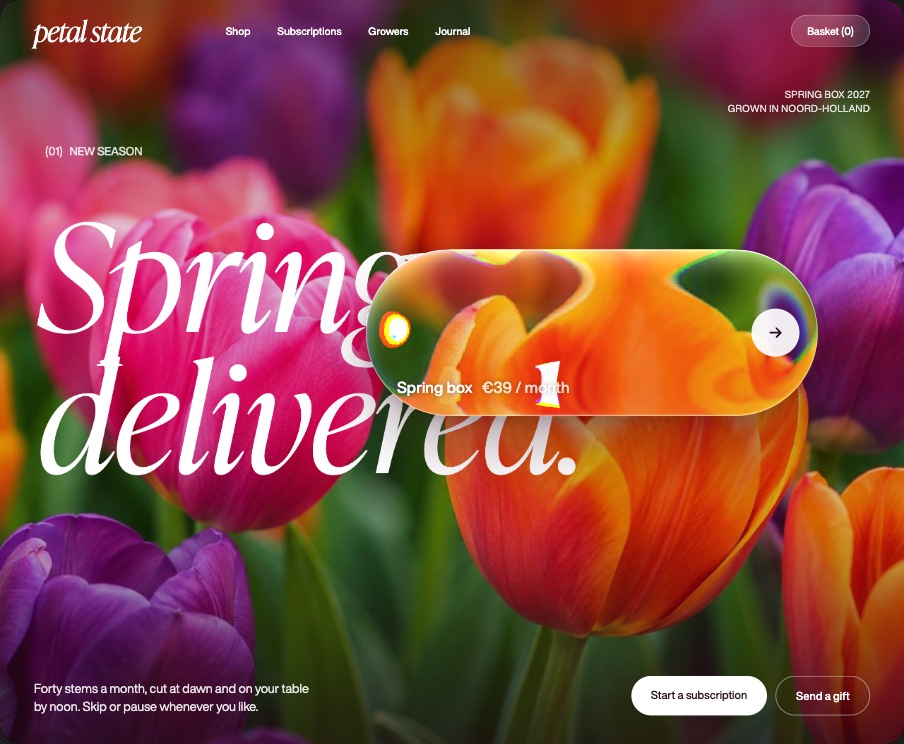 petal state
Shop
Subscriptions
Growers
Journal
Basket (0)
SPRING BOX 2027
GROWN IN NOORD-HOLLAND
(01) NEW SEASON
Spring
delivered.
Spring box €39 / month
Forty stems a month, cut at dawn and on your table
by noon. Skip or pause whenever you like.
Start a subscription
Send a gift